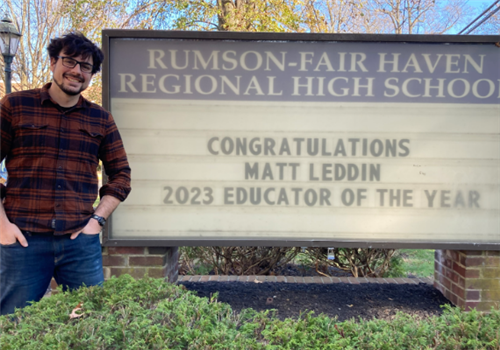 RUMSON-FAIR HAVEN
REGIONAL HIGH SCHOOL
CONGRATULATIONS
MATT LEDDIN
2023 EDUCATOR OF THE YEAR